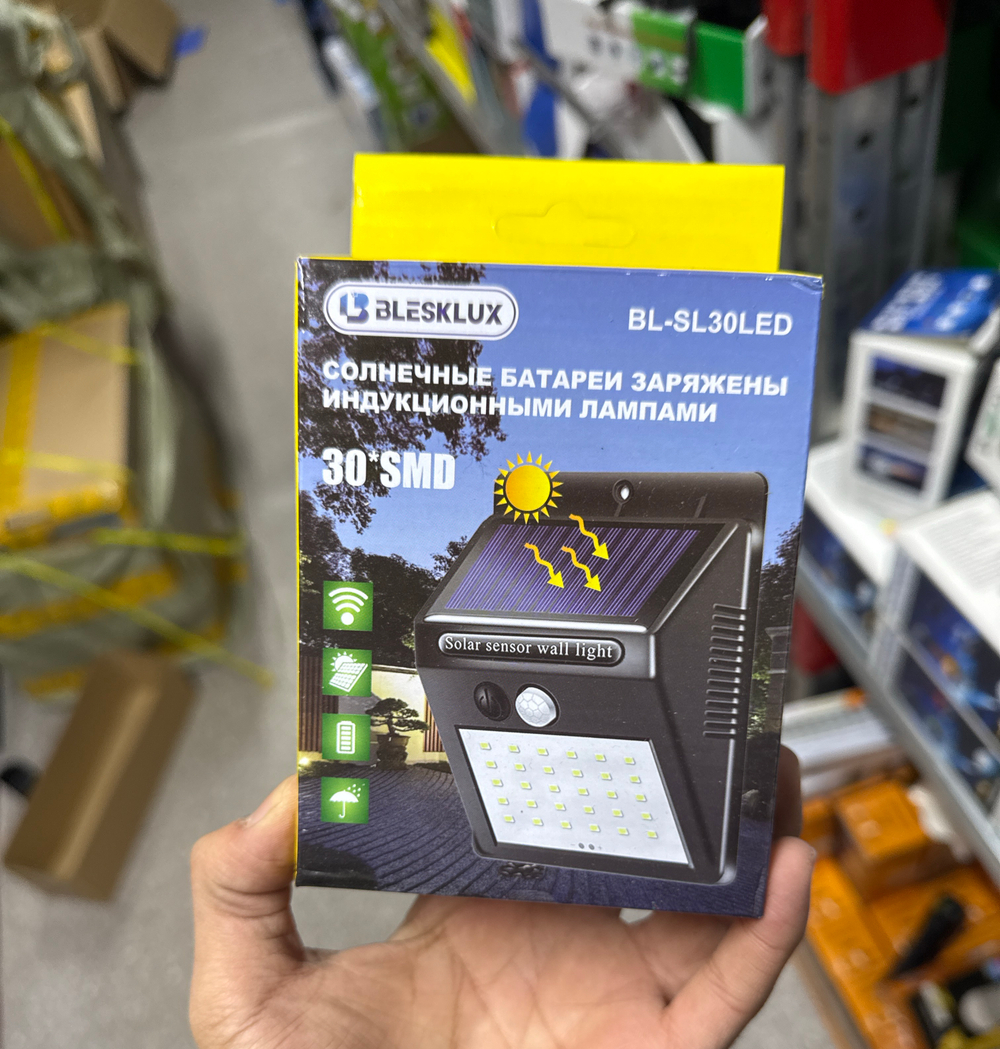 BLESKLUX
BL-SL30LED
СОЛНЕЧНЫЕ БАТАРЕИ ЗАРЯЖЕНЫ
ИНДУКЦИОННЫМИ ЛАМПАМИ
30*SMD
Solar sensor wall light